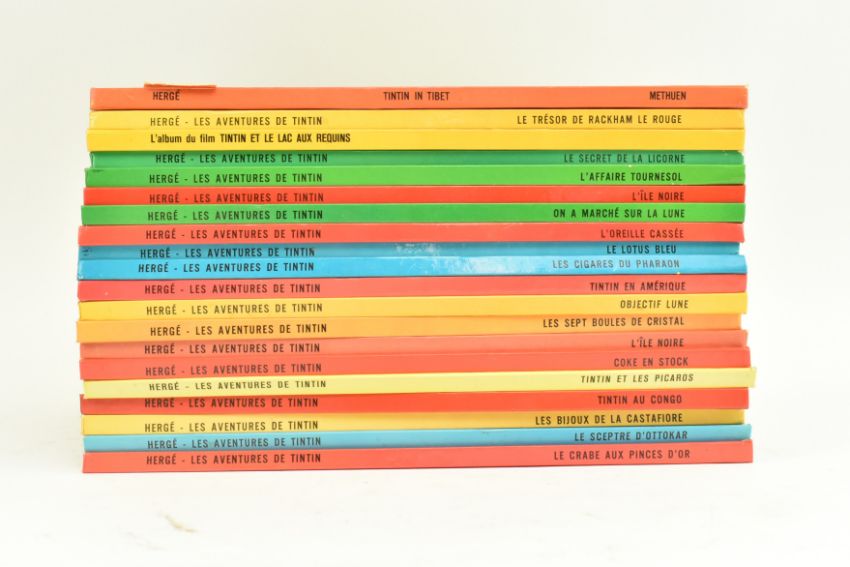 HERGÉ TINTIN IN TIBET METHUEN
HERGÉ - LES AVENTURES DE TINTIN LE TRÉSOR DE RACKHAM LE ROUGE
L'album du film TINTIN ET LE LAC AUX REQUINS
HERGÉ - LES AVENTURES DE TINTIN LE SECRET DE LA LICORNE
HERGÉ - LES AVENTURES DE TINTIN L'AFFAIRE TOURNESOL
HERGÉ - LES AVENTURES DE TINTIN L'ÎLE NOIRE
HERGÉ - LES AVENTURES DE TINTIN ON A MARCHÉ SUR LA LUNE
HERGÉ - LES AVENTURES DE TINTIN L'OREILLE CASSÉE
HERGÉ - LES AVENTURES DE TINTIN LE LOTUS BLEU
HERGÉ - LES AVENTURES DE TINTIN LES CIGARES DU PHARAON
HERGÉ - LES AVENTURES DE TINTIN TINTIN EN AMÉRIQUE
HERGÉ - LES AVENTURES DE TINTIN OBJECTIF LUNE
HERGÉ - LES AVENTURES DE TINTIN LES SEPT BOULES DE CRISTAL
HERGÉ - LES AVENTURES DE TINTIN L'ÎLE NOIRE
HERGÉ - LES AVENTURES DE TINTIN COKE EN STOCK
HERGÉ - LES AVENTURES DE TINTIN TINTIN ET LES PICAROS
HERGÉ - LES AVENTURES DE TINTIN TINTIN AU CONGO
HERGÉ - LES AVENTURES DE TINTIN LES BIJOUX DE LA CASTAFIORE
HERGÉ - LES AVENTURES DE TINTIN LE SCEPTRE D'OTTOKAR
HERGÉ - LES AVENTURES DE TINTIN LE CRABE AUX PINCES D'OR